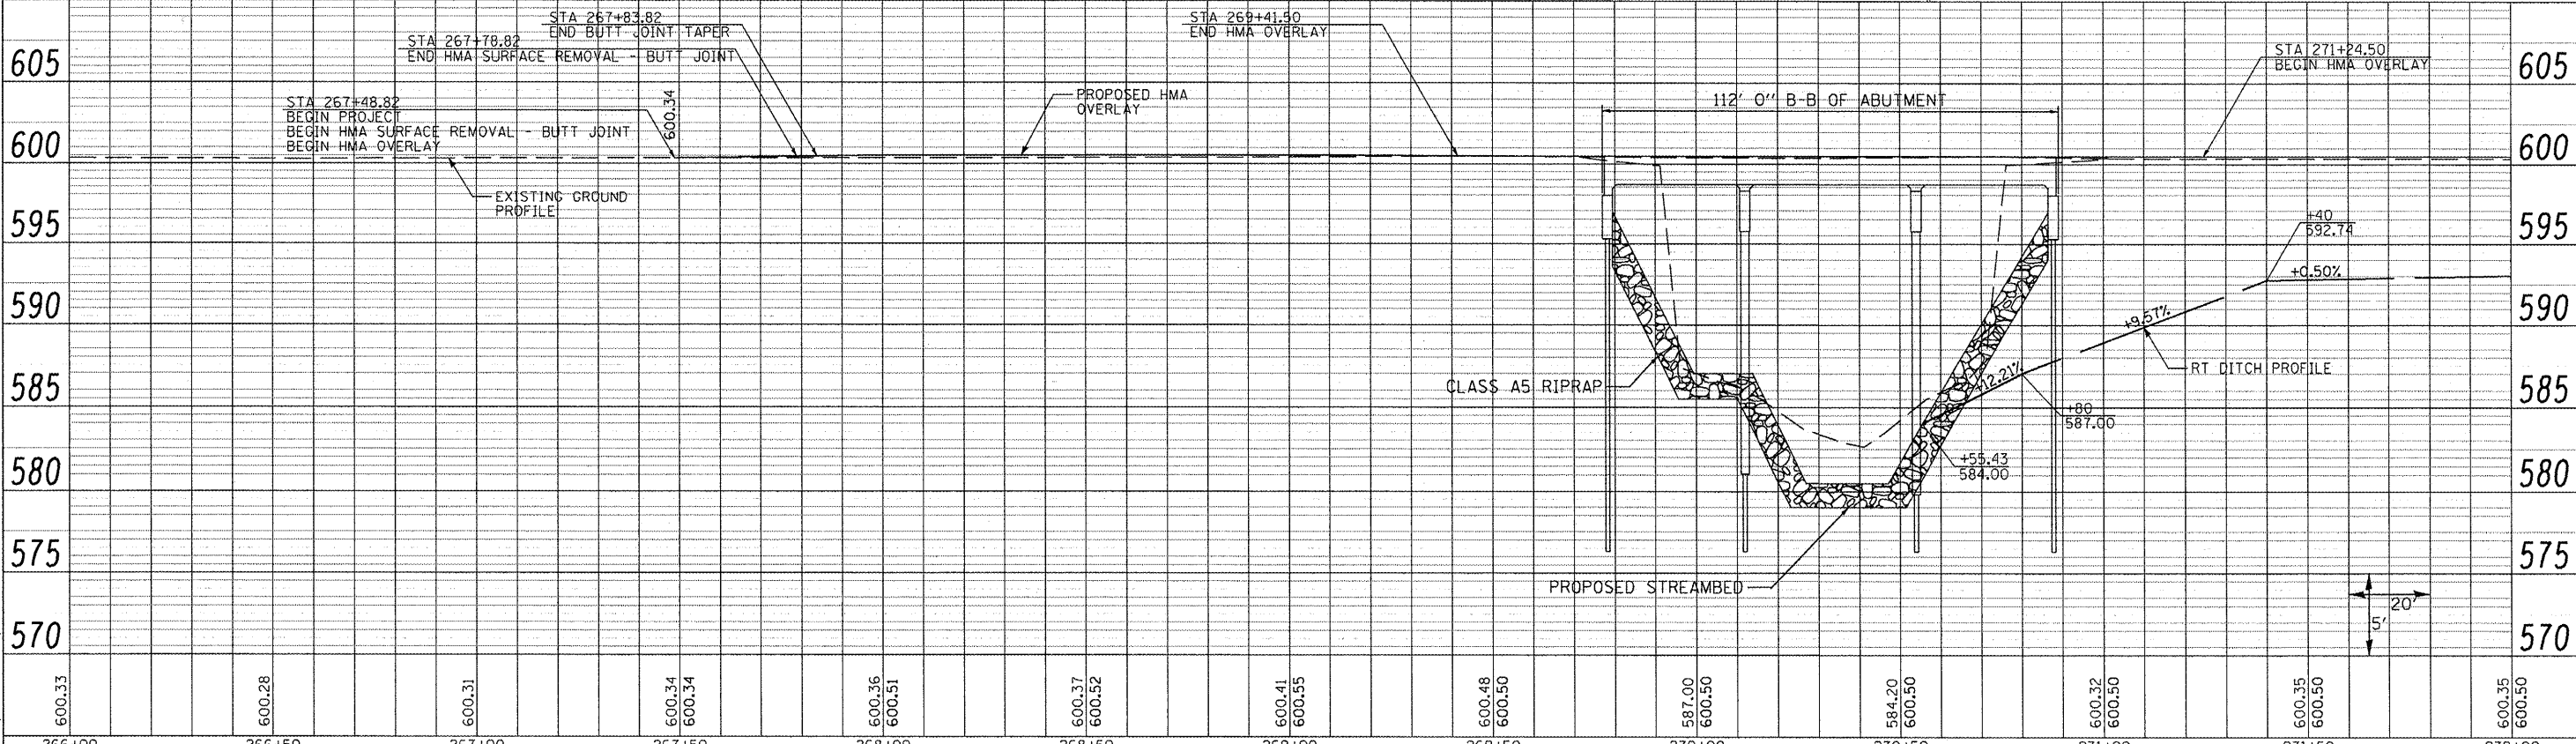 STA 267+83.82
END BUTT JOINT TAPER
STA 267+78.82
END HMA SURFACE REMOVAL - BUTT JOINT
STA 269+41.50
END HMA OVERLAY
STA 271+24.50
BEGIN HMA OVERLAY
605
605
STA 267+48.82
BEGIN PROJECT
BEGIN HMA SURFACE REMOVAL - BUTT JOINT
BEGIN HMA OVERLAY
600.34
PROPOSED HMA
OVERLAY
112' 0" B-B OF ABUTMENT
600
600
EXISTING GROUND
PROFILE
595
595
+40
592.74
+0.50%
590
590
+9.57%
RT DITCH PROFILE
CLASS A5 RIPRAP
+12.21%
585
585
+80
587.00
+55.43
584.00
580
580
575
575
PROPOSED STREAMBED
20'
5'
570
570
600.33
600.28
600.31
600.34
600.34
600.36
600.51
600.37
600.52
600.41
600.55
600.48
600.50
587.00
600.50
584.20
600.50
600.32
600.50
600.35
600.50
600.35
600.50